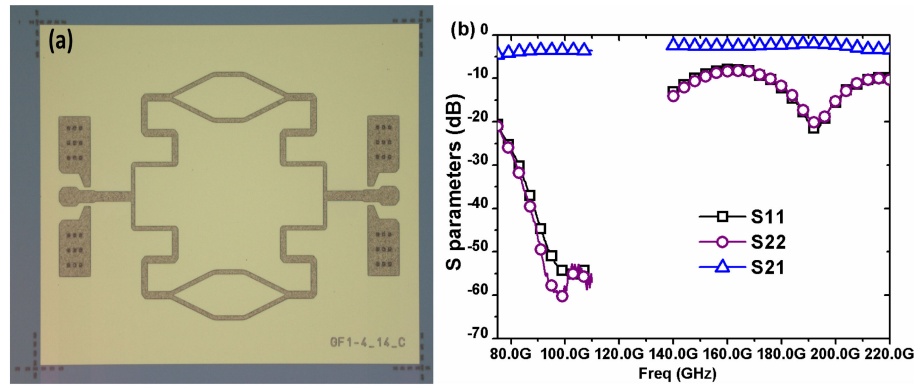 (a)
GF1-4_14_C
(b)
0
-10
-20
-30
-40
-50
-60
-70
S parameters (dB)
S11
S22
S21
80.0G 100.0G 120.0G 140.0G 160.0G 180.0G 200.0G 220.0G
Freq (GHz)